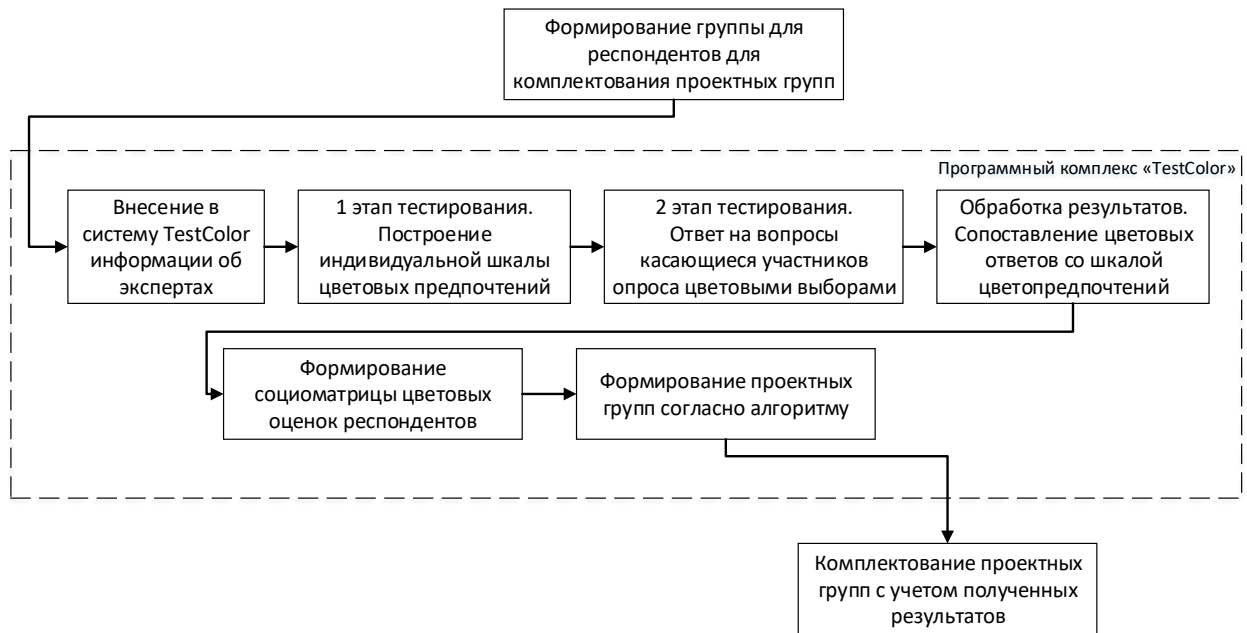 Формирование группы для
респондентов для
комплектования проектных групп
Программный комплекс «TestColor»
Внесение в
систему TestColor
информации об
экспертах
1 этап тестирования.
Построение
индивидуальной шкалы
цветовых предпочтений
2 этап тестирования.
Ответ на вопросы
касающиеся участников
опроса цветовыми выборами
Обработка результатов.
Сопоставление цветовых
ответов со шкалой
цветопредпочтений
Формирование
социоматрицы цветовых
оценок респондентов
Формирование проектных
групп согласно алгоритму
Комплектование проектных
групп с учетом полученных
результатов